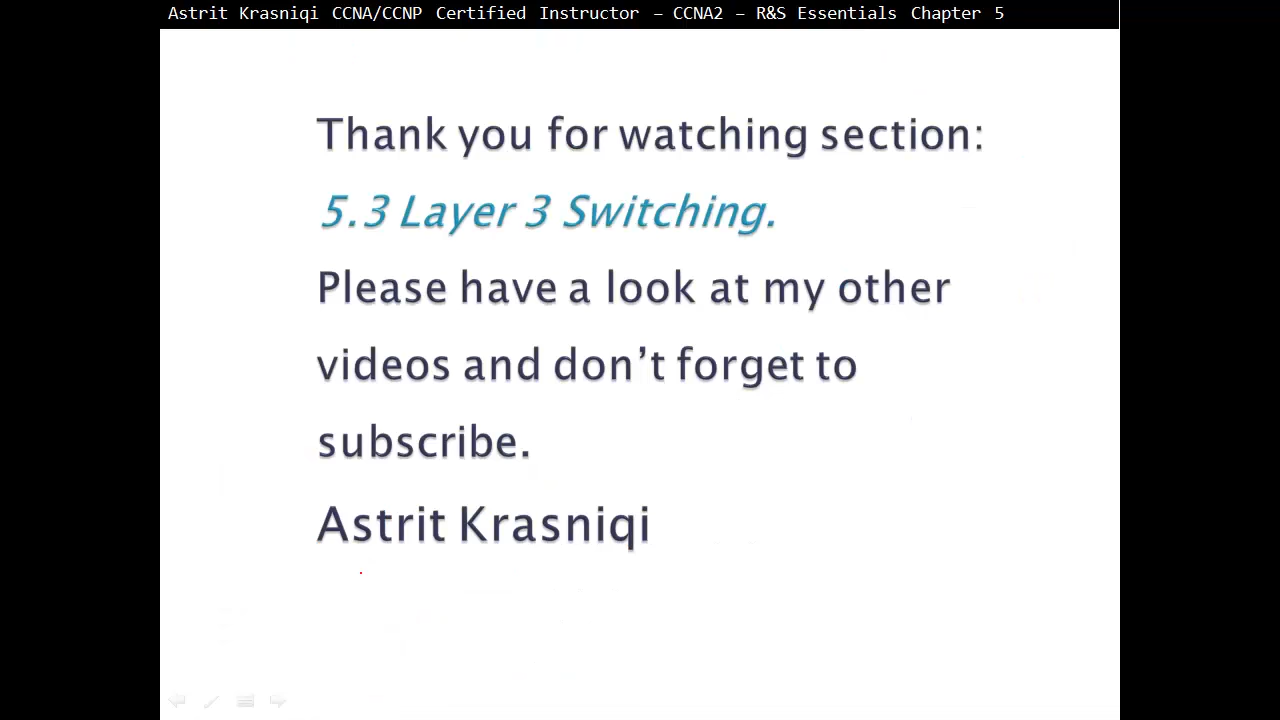 Astrit Krasniqi CCNA/CCNP Certified Instructor – CCNA2 – R&S Essentials Chapter 5
Thank you for watching section:
5.3 Layer 3 Switching.
Please have a look at my other
videos and don’t forget to
subscribe.
Astrit Krasniqi